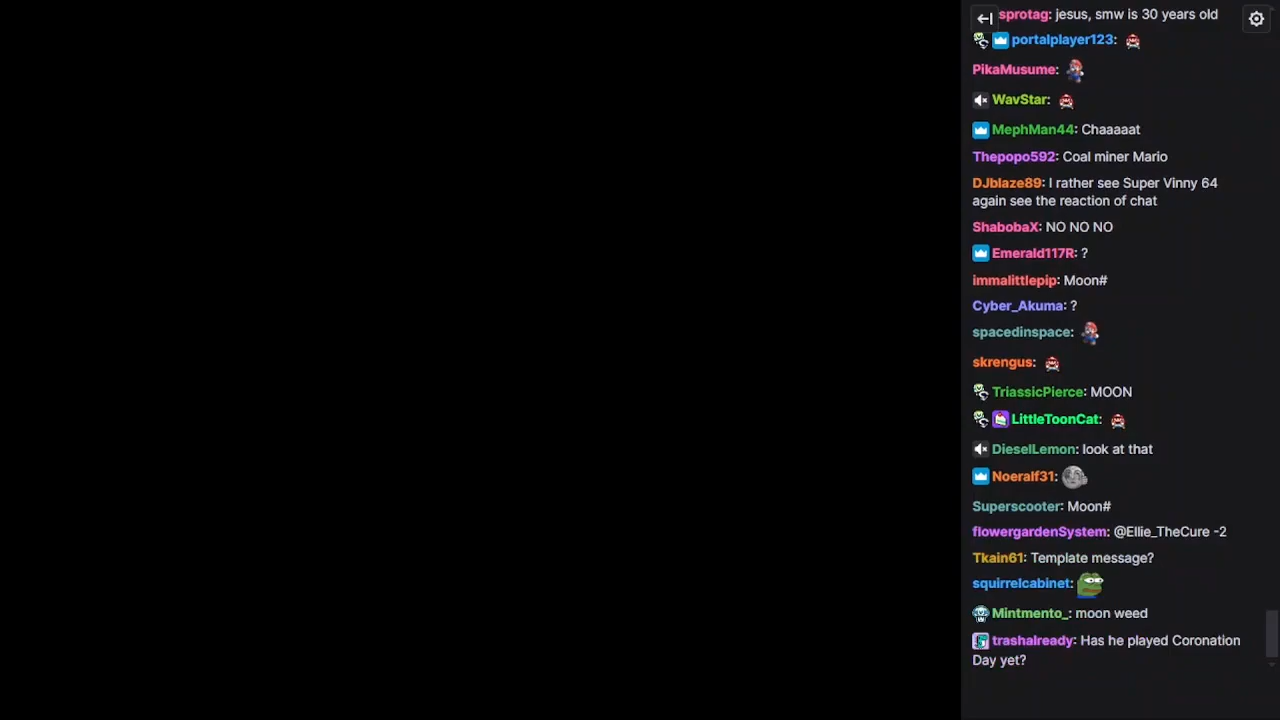 sprotag: jesus, smw is 30 years old
portalplayer123:
PikaMusume:
WavStar:
MephMan44: Chaaaaat
Thepopo592: Coal miner Mario
DJblaze89: I rather see Super Vinny 64
again see the reaction of chat
ShabobaX: NO NO NO
Emerald117R: ?
immalittlepip: Moon#
Cyber_Akuma: ?
spacedinspace:
skrengus:
TriassicPierce: MOON
LittleToonCat:
DieselLemon: look at that
Noeralf31:
Superscooter: Moon#
flowergardenSystem: @Ellie_TheCure -2
Tkain61: Template message?
squirrelcabinet:
Mintmento_: moon weed
trashalready: Has he played Coronation
Day yet?